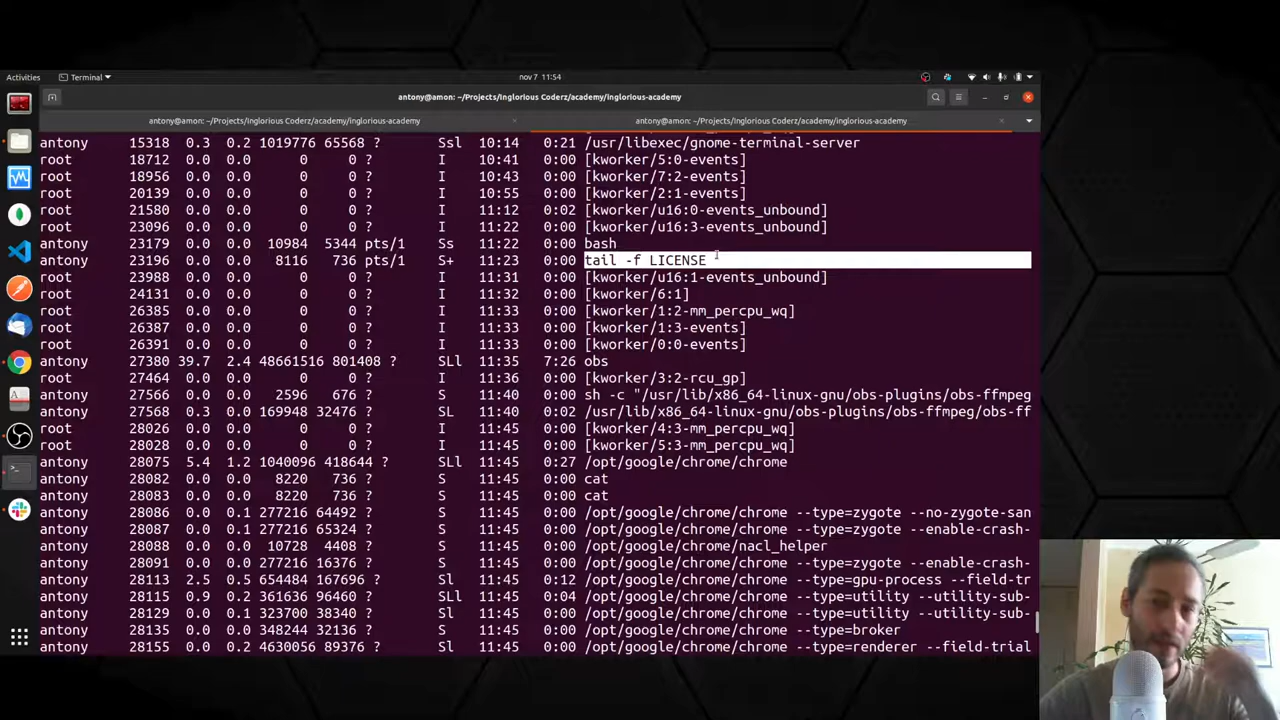 Activities Terminal nov 7 11:54
antony@amon: ~/Projects/Inglorious Coderz/academy/inglorious-academy
antony@amon: ~/Projects/Inglorious Coderz/academy/inglorious-academy antony@amon: ~/Projects/Inglorious Coderz/academy/inglorious-academy
antony 15318 0.3 0.2 1019776 65568 ? Ssl 10:14 0:21 /usr/libexec/gnome-terminal-server
root 18712 0.0 0.0 0 0 ? I 10:41 0:00 [kworker/5:0-events]
root 18956 0.0 0.0 0 0 ? I 10:43 0:00 [kworker/7:2-events]
root 20139 0.0 0.0 0 0 ? I 10:55 0:00 [kworker/2:1-events]
root 21580 0.0 0.0 0 0 ? I 11:12 0:02 [kworker/u16:0-events_unbound]
root 23096 0.0 0.0 0 0 ? I 11:22 0:00 [kworker/u16:3-events_unbound]
antony 23179 0.0 0.0 10984 5344 pts/1 Ss 11:22 0:00 bash
antony 23196 0.0 0.0 8116 736 pts/1 S+ 11:23 0:00 tail -f LICENSE
root 23988 0.0 0.0 0 0 ? I 11:31 0:00 [kworker/u16:1-events_unbound]
root 24131 0.0 0.0 0 0 ? I 11:32 0:00 [kworker/6:1]
root 26385 0.0 0.0 0 0 ? I 11:33 0:00 [kworker/1:2-mm_percpu_wq]
root 26387 0.0 0.0 0 0 ? I 11:33 0:00 [kworker/1:3-events]
root 26391 0.0 0.0 0 0 ? I 11:33 0:00 [kworker/0:0-events]
antony 27380 39.7 2.4 48661516 801408 ? SLl 11:35 7:26 obs
root 27464 0.0 0.0 0 0 ? I 11:36 0:00 [kworker/3:2-rcu_gp]
antony 27566 0.0 0.0 2596 676 ? S 11:40 0:00 sh -c "/usr/lib/x86_64-linux-gnu/obs-plugins/obs-ffmpeg
antony 27568 0.3 0.0 169948 32476 ? SL 11:40 0:02 /usr/lib/x86_64-linux-gnu/obs-plugins/obs-ffmpeg/obs-ff
root 28026 0.0 0.0 0 0 ? I 11:45 0:00 [kworker/4:3-mm_percpu_wq]
root 28028 0.0 0.0 0 0 ? I 11:45 0:00 [kworker/5:3-mm_percpu_wq]
antony 28075 5.4 1.2 1040096 418644 ? SLl 11:45 0:27 /opt/google/chrome/chrome
antony 28082 0.0 0.0 8220 736 ? S 11:45 0:00 cat
antony 28083 0.0 0.0 8220 736 ? S 11:45 0:00 cat
antony 28086 0.0 0.1 277216 64492 ? S 11:45 0:00 /opt/google/chrome/chrome --type=zygote --no-zygote-san
antony 28087 0.0 0.1 277216 65324 ? S 11:45 0:00 /opt/google/chrome/chrome --type=zygote --enable-crash-
antony 28088 0.0 0.0 10728 4408 ? S 11:45 0:00 /opt/google/chrome/nacl_helper
antony 28091 0.0 0.0 277216 16376 ? S 11:45 0:00 /opt/google/chrome/chrome --type=zygote --enable-crash-
antony 28113 2.5 0.5 654484 167696 ? Sl 11:45 0:12 /opt/google/chrome/chrome --type=gpu-process --field-tr
antony 28115 0.9 0.2 361636 96460 ? SLl 11:45 0:04 /opt/google/chrome/chrome --type=utility --utility-sub-
antony 28129 0.0 0.1 323700 38340 ? Sl 11:45 0:00 /opt/google/chrome/chrome --type=utility --utility-sub-
antony 28135 0.0 0.0 348244 32136 ? S 11:45 0:00 /opt/google/chrome/chrome --type=broker
antony 28155 0.0 0.2 4630056 89376 ? Sl 11:45 0:00 /opt/google/chrome/chrome --type=renderer --field-trial